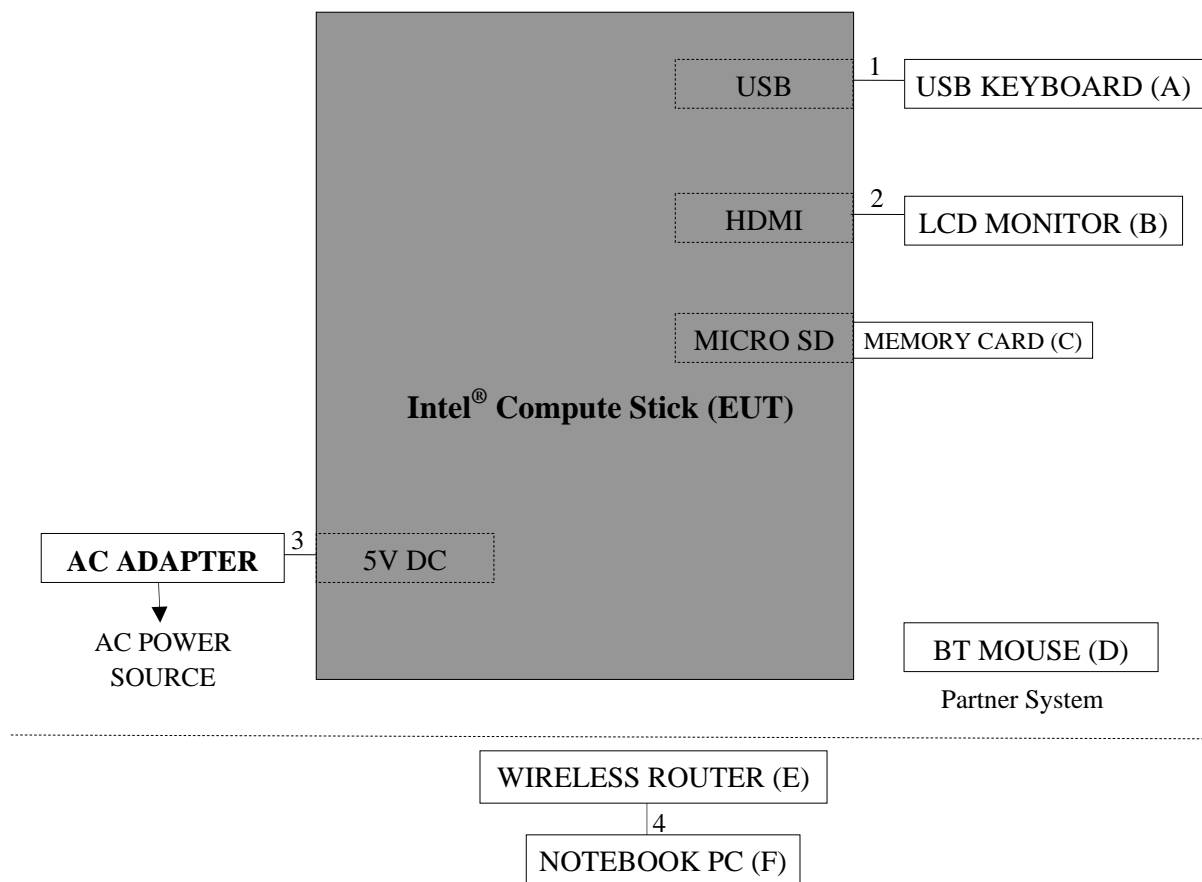 USB
1
USB KEYBOARD (A)
HDMI
2
LCD MONITOR (B)
MICRO SD
MEMORY CARD (C)
Intel® Compute Stick (EUT)
AC ADAPTER
3
5V DC
AC POWER
SOURCE
BT MOUSE (D)
Partner System
WIRELESS ROUTER (E)
4
NOTEBOOK PC (F)